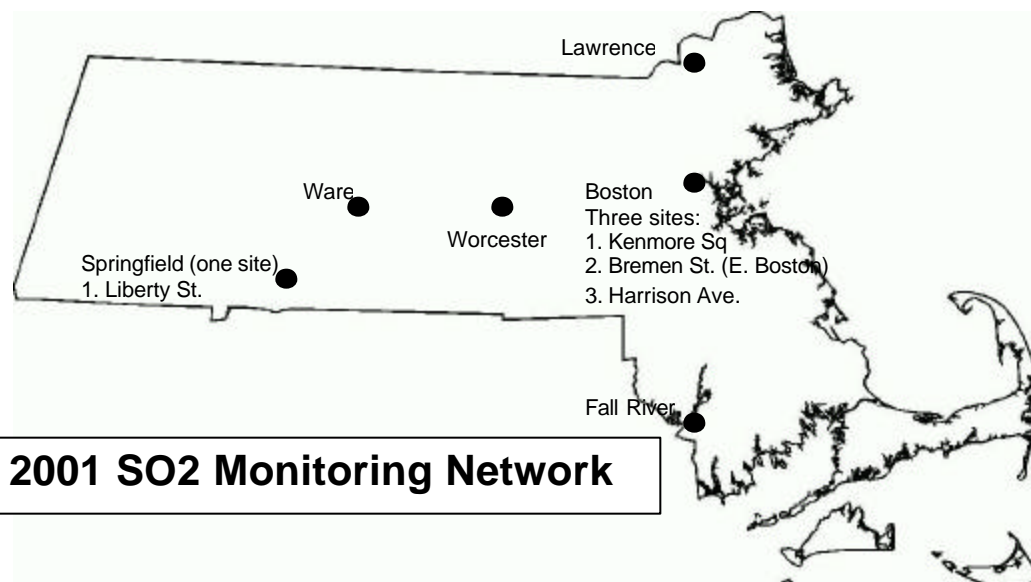 Lawrence
Ware
Worcester
Boston
Three sites:
1. Kenmore Sq
2. Bremen St. (E. Boston)
3. Harrison Ave.
Springfield (one site)
1. Liberty St.
Fall River
2001 SO2 Monitoring Network